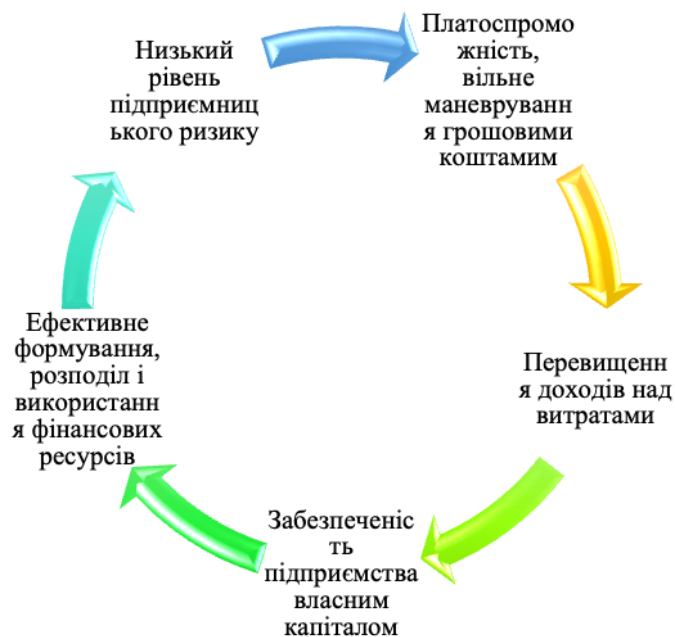 Низький
рівень
підприємниц
ького ризику
Платоспромо
жність,
вільне
маневруванн
я грошовими
коштамим
Перевищенн
я доходів над
витратами
Забезпеченіс
ть
підприємства
власним
капіталом
Ефективне
формування,
розподіл і
використанн
я фінансових
ресурсів